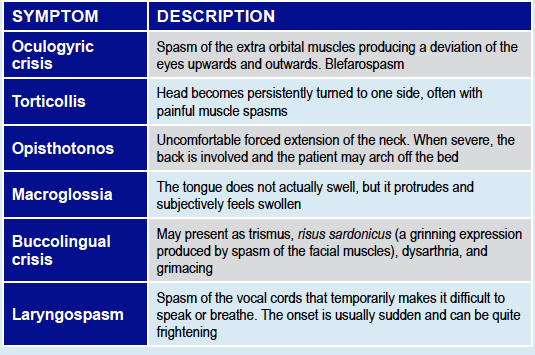 SYMPTOM DESCRIPTION
Oculogyric
crisis
Spasm of the extra orbital muscles producing a deviation of the
eyes upwards and outwards. Blefarospasm
Torticollis
Head becomes persistently turned to one side, often with
painful muscle spasms
Opisthotonos
Uncomfortable forced extension of the neck. When severe, the
back is involved and the patient may arch off the bed
Macroglossia
The tongue does not actually swell, but it protrudes and
subjectively feels swollen
Buccolingual
crisis
May present as trismus, risus sardonicus (a grinning expression
produced by spasm of the facial muscles), dysarthria, and
grimacing
Laryngospasm
Spasm of the vocal cords that temporarily makes it difficult to
speak or breathe. The onset is usually sudden and can be quite
frightening